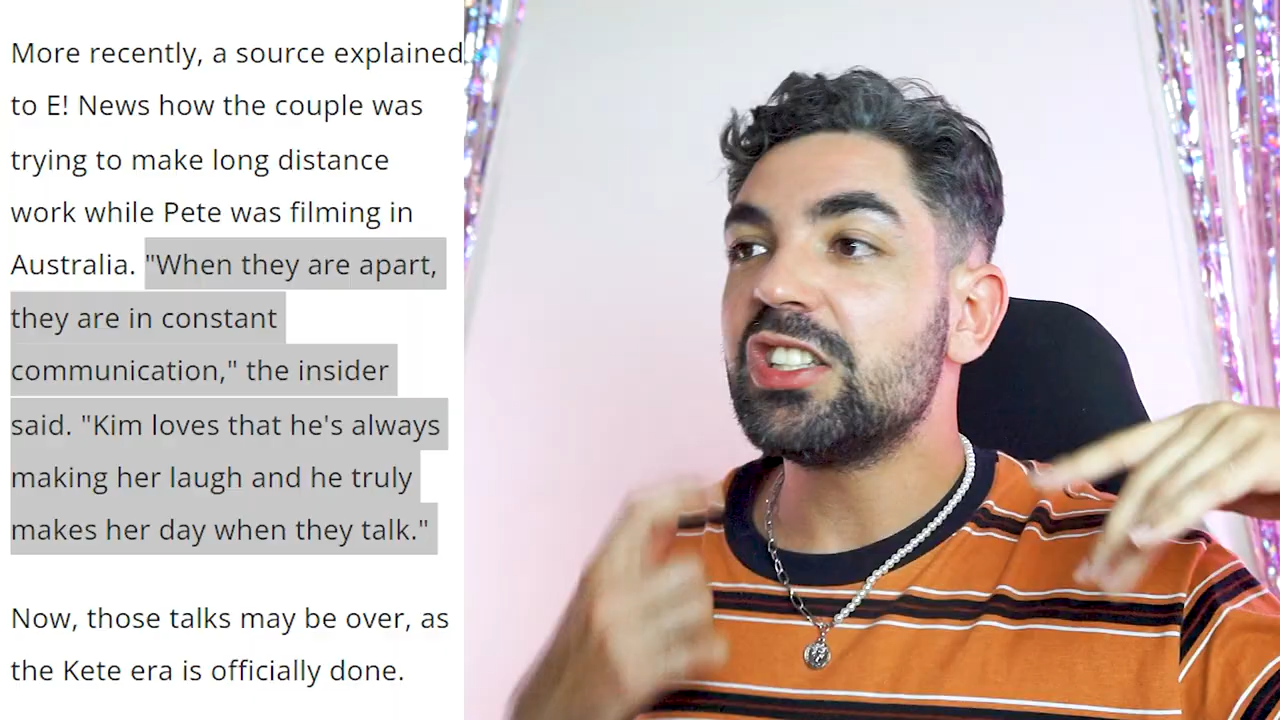 More recently, a source explained
to E! News how the couple was
trying to make long distance
work while Pete was filming in
Australia. "When they are apart,
they are in constant
communication," the insider
said. "Kim loves that he's always
making her laugh and he truly
makes her day when they talk."
Now, those talks may be over, as
the Kete era is officially done.